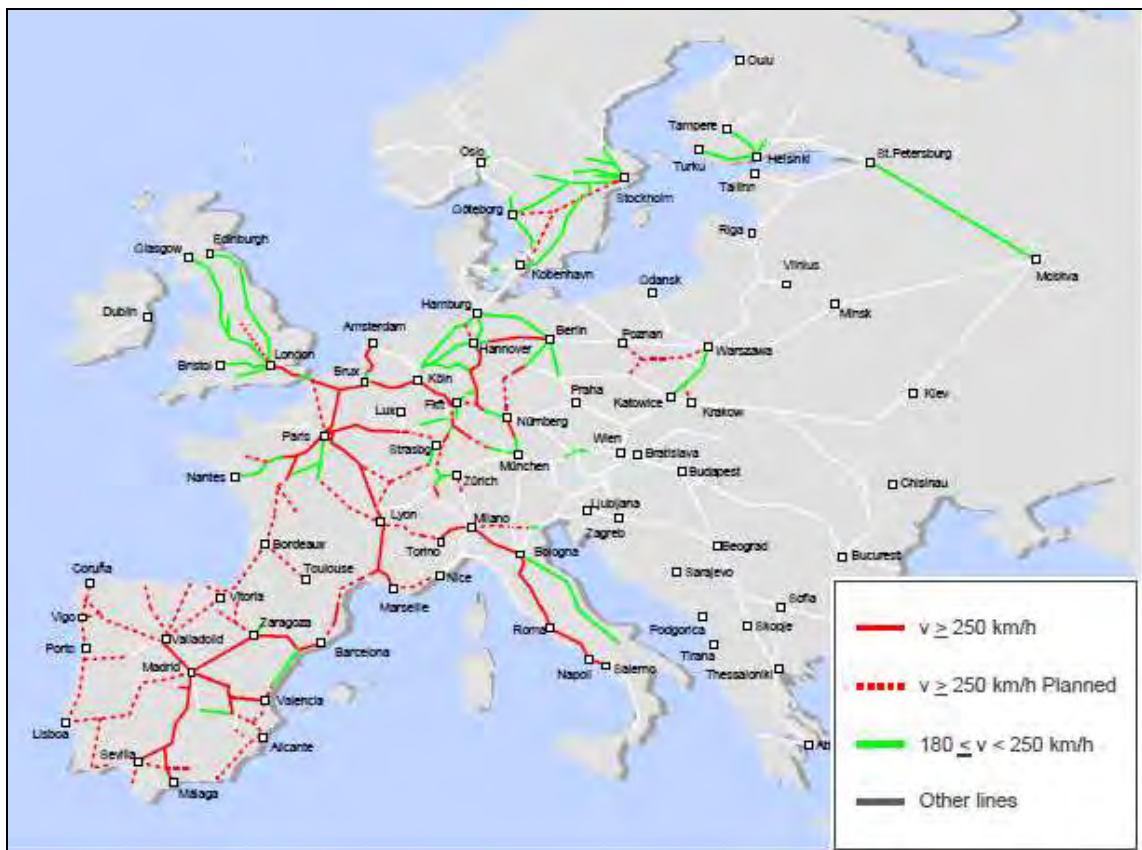 Oulu
Tampere
Turku
Helsinki
St.Petersburg
Tallnn
Oslo
Stockholm
Göteborg
Riga
Glasgow
Edinburgh
Kobenhavn
Vilnius
Moskva
Gdansk
Minsk
Dublin
Hamburg
Amsterdam
Berlin
Poznan
Hannover
Warszawa
Bristol
London
Brux
Köln
Praha
Katowice
Krakow
Kiev
Lux
Fkft
Nürnberg
Paris
Strasbg
Wien
Bratislava
München
Budapest
Nantes
Zürich
Chisinau
Lyon
Milano
Ljubjana
Zagreb
Bordeaux
Torino
Bologna
Beograd
Bucurest
Coruña
Toulouse
Nice
Sarajevo
Vitoria
Marseille
Vigo
Zaragoza
Sofia
Valladolid
Roma
Podgorica
Skopje
Porto
Barcelona
Tirana
Madrid
Napoli
Salerno
Thessaloniki
Valencia
Lisboa
Alicante
Sevilla
Málaga
v ≥ 250 km/h
v ≥ 250 km/h Planned
180 ≤ v < 250 km/h
Other lines